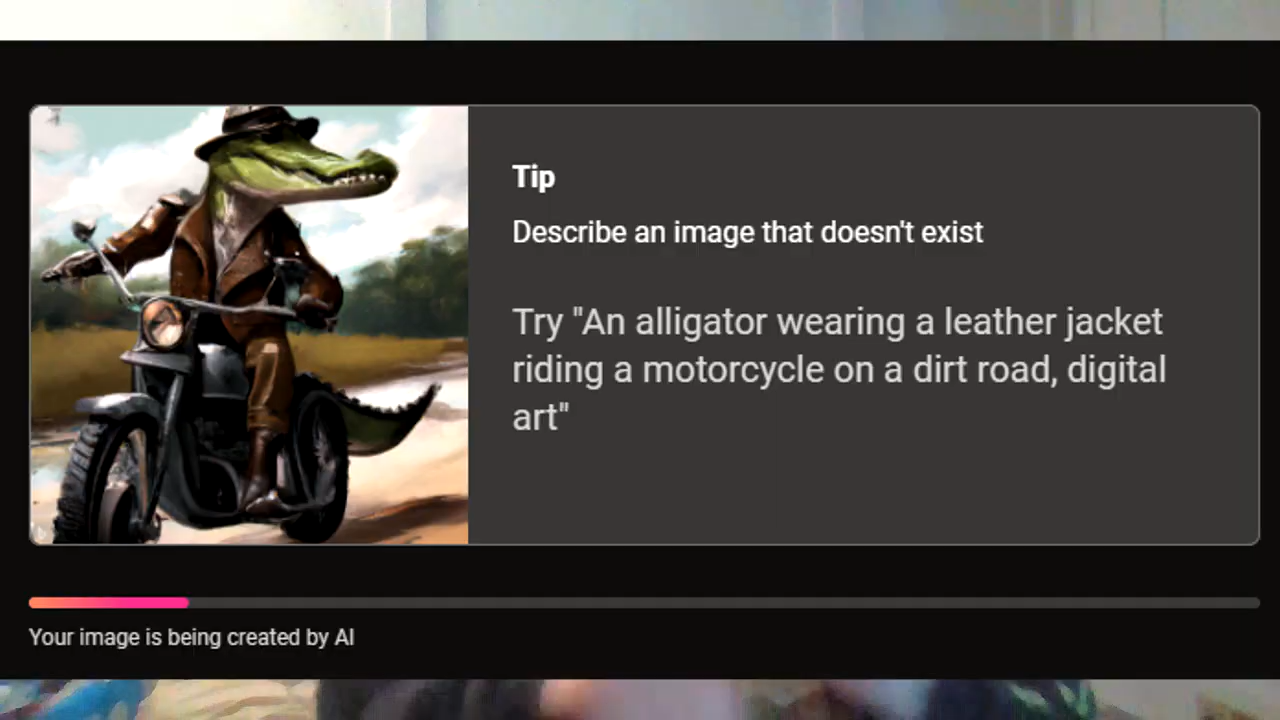 Tip
Describe an image that doesn't exist
Try "An alligator wearing a leather jacket
riding a motorcycle on a dirt road, digital
art"
Your image is being created by AI